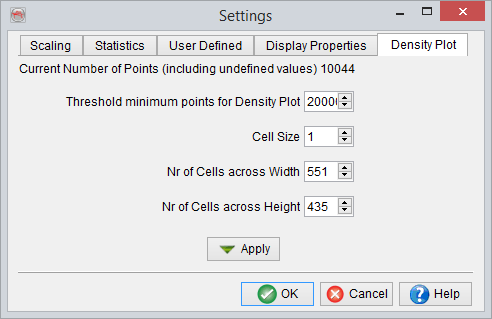 Settings
Scaling Statistics User Defined Display Properties Density Plot
Current Number of Points (including undefined values) 10044
Threshold minimum points for Density Plot
Cell Size 1
Nr of Cells across Width 551
Nr of Cells across Height 435
Apply
OK Cancel Help